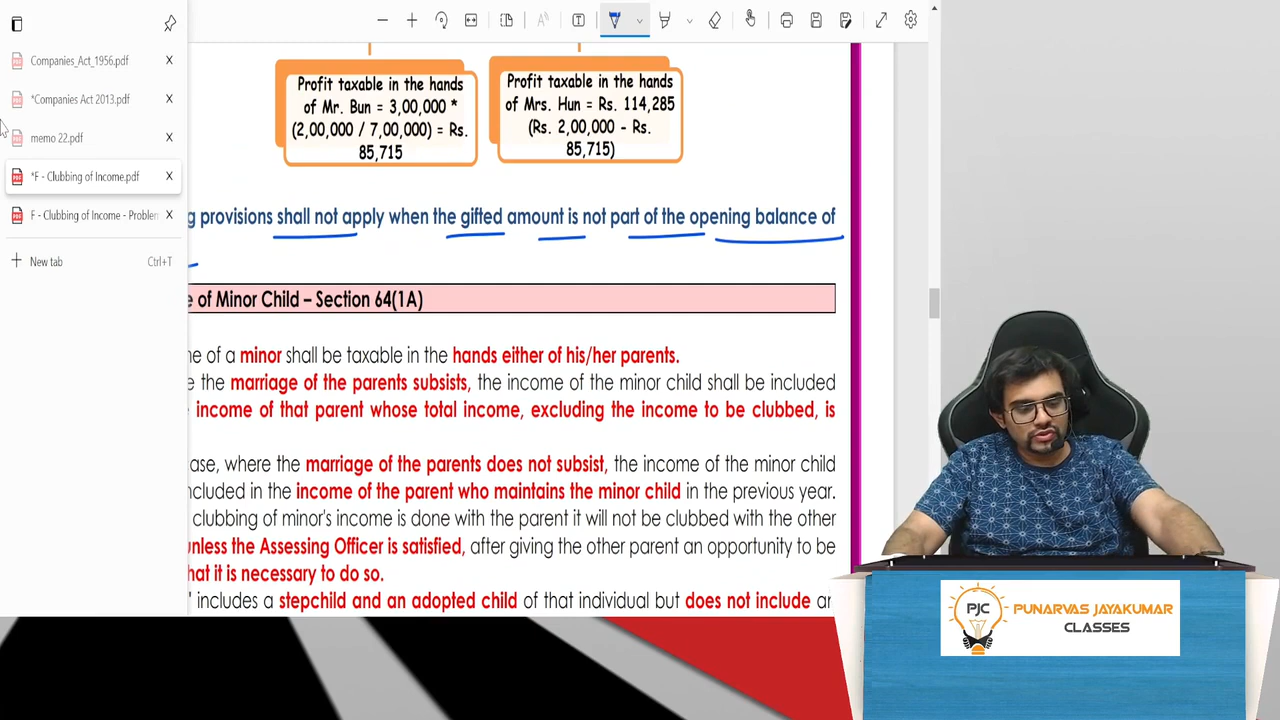 Companies_Act_1956.pdf
*Companies Act 2013.pdf
memo 22.pdf
*F - Clubbing of Income.pdf
F - Clubbing of Income - Problen
New tab
Ctrl+T
Profit taxable in the hands
of Mr. Bun = 3,00,000 *
(2,00,000 / 7,00,000) = Rs.
85,715
Profit taxable in the hands
of Mrs. Hun = Rs. 114,285
(Rs. 2,00,000 - Rs.
85,715)
g provisions shall not apply when the gifted amount is not part of the opening balance of
e of Minor Child – Section 64(1A)
ne of a minor shall be taxable in the hands either of his/her parents.
e the marriage of the parents subsists, the income of the minor child shall be included
income of that parent whose total income, excluding the income to be clubbed, is
ase, where the marriage of the parents does not subsist, the income of the minor child
ncluded in the income of the parent who maintains the minor child in the previous year.
clubbing of minor's income is done with the parent it will not be clubbed with the other
unless the Assessing Officer is satisfied, after giving the other parent an opportunity to be
hat it is necessary to do so.
' includes a stepchild and an adopted child of that individual but does not include an
PJC
PUNARVAS JAYAKUMAR
CLASSES